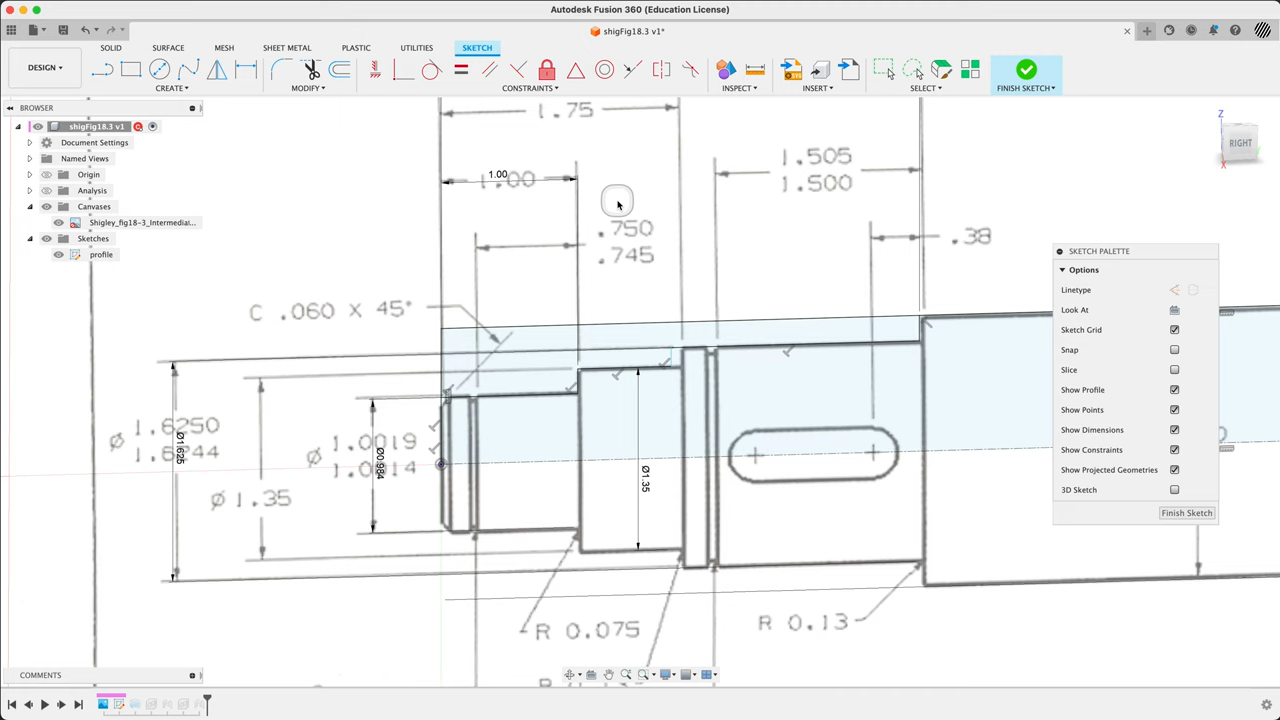 Autodesk Fusion 360 (Education License)
shigFig18.3 v1*
DESIGN
SOLID
SURFACE
MESH
SHEET METAL
PLASTIC
UTILITIES
SKETCH
CREATE
MODIFY
CONSTRAINTS
INSPECT
INSERT
SELECT
FINISH SKETCH
BROWSER
shigFig18.3 v1
Document Settings
Named Views
Origin
Analysis
Canvases
Shigley_fig18-3_Intermedia...
Sketches
profile
Z
RIGHT
X
1.75
1.00
1.00
1.505
1.500
.750
.745
.38
C .060 X 45°
Ø 1.6250
Ø1.625
Ø 1.0019
Ø0.984
Ø 1.35
Ø1.35
R 0.075
R 0.13
SKETCH PALETTE
Options
Linetype
Look At
Sketch Grid
Snap
Slice
Show Profile
Show Points
Show Dimensions
Show Constraints
Show Projected Geometries
3D Sketch
Finish Sketch
COMMENTS